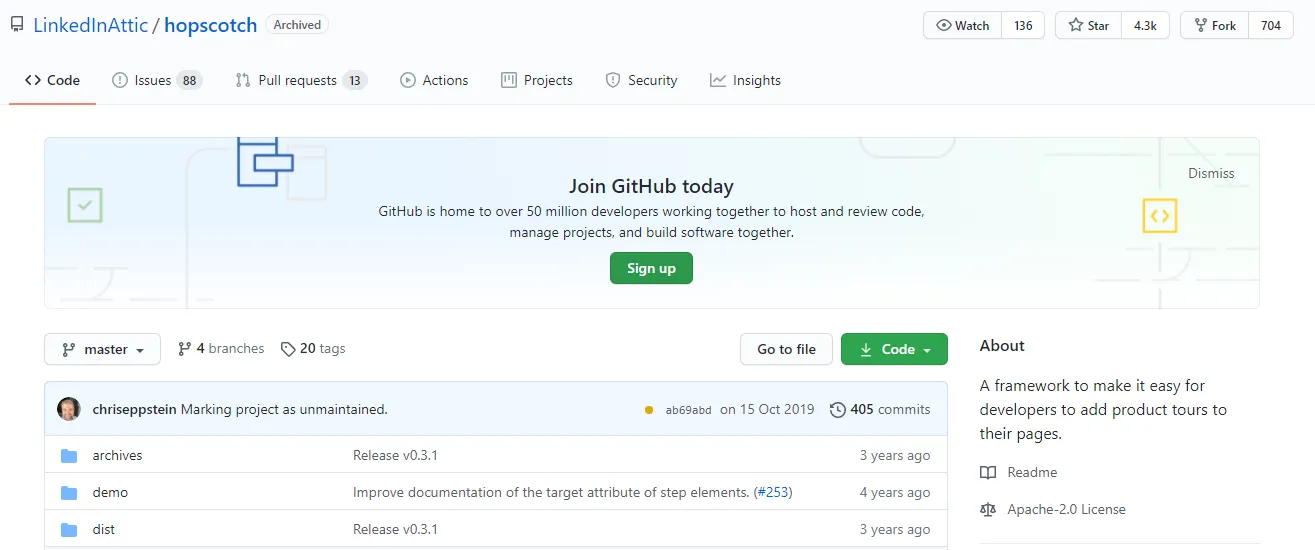 LinkedInAttic / hopscotch Archived Watch 136 Star 4.3k Fork 704
Code Issues 88 Pull requests 13 Actions Projects Security Insights
Dismiss
Join GitHub today
GitHub is home to over 50 million developers working together to host and review code,
manage projects, and build software together.
Sign up
master 4 branches 20 tags Go to file Code
chriseppstein Marking project as unmaintained. ab69abd on 15 Oct 2019 405 commits
archives Release v0.3.1 3 years ago
demo Improve documentation of the target attribute of step elements. (#253) 4 years ago
dist Release v0.3.1 3 years ago
About
A framework to make it easy for
developers to add product tours to
their pages.
Readme
Apache-2.0 License